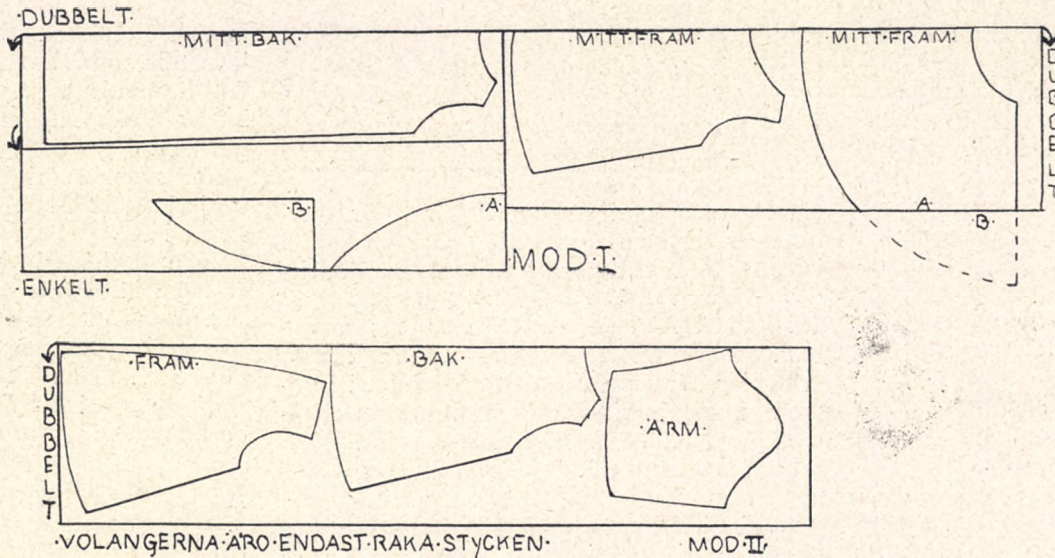 ·DUBBELT·
·MITT·BAK·
·MITT·FRAM·
·MITT·FRAM·
DUBBELT
·B·
·A·
A
·B·
MOD·I·
·ENKELT·
·FRAM·
·BAK·
DUBBELT
·ÄRM·
·VOLANGERNA·ÄRO·ENDAST·RAKA·STYCKEN·
MOD·II·